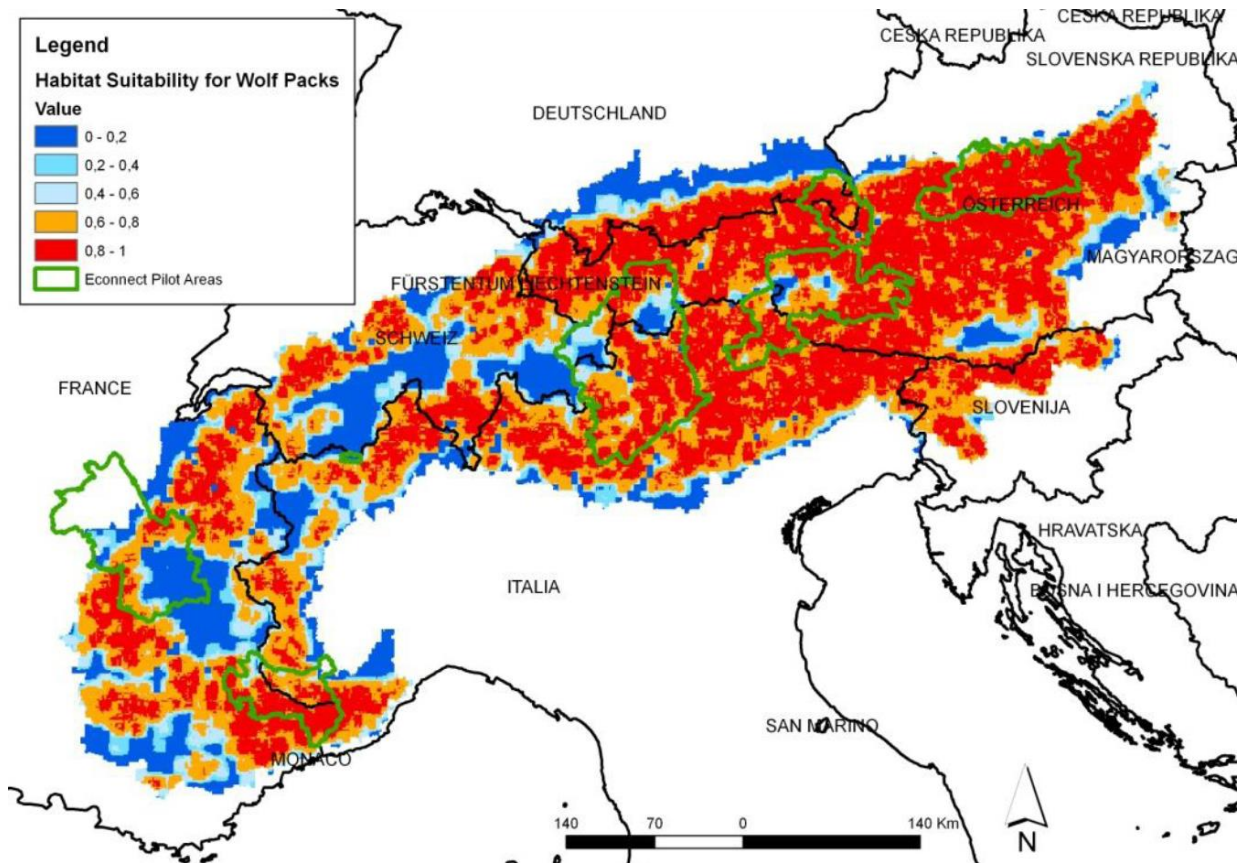 Legend
Habitat Suitability for Wolf Packs
Value
0 - 0,2
0,2 - 0,4
0,4 - 0,6
0,6 - 0,8
0,8 - 1
Econnect Pilot Areas
CESKA REPUBLIKA
CESKA REPUBLIKA
SLOVENSKA REPUBLIKA
DEUTSCHLAND
ÖSTERREICH
MAGYARORSZAG
FÜRSTENTUM LIECHTENSTEIN
SCHWEIZ
FRANCE
SLOVENIJA
HRAVATSKA
ITALIA
BOSNA I HERCEGOVINA
SAN MARINO
MONACO
140 70 0 140 Km
N